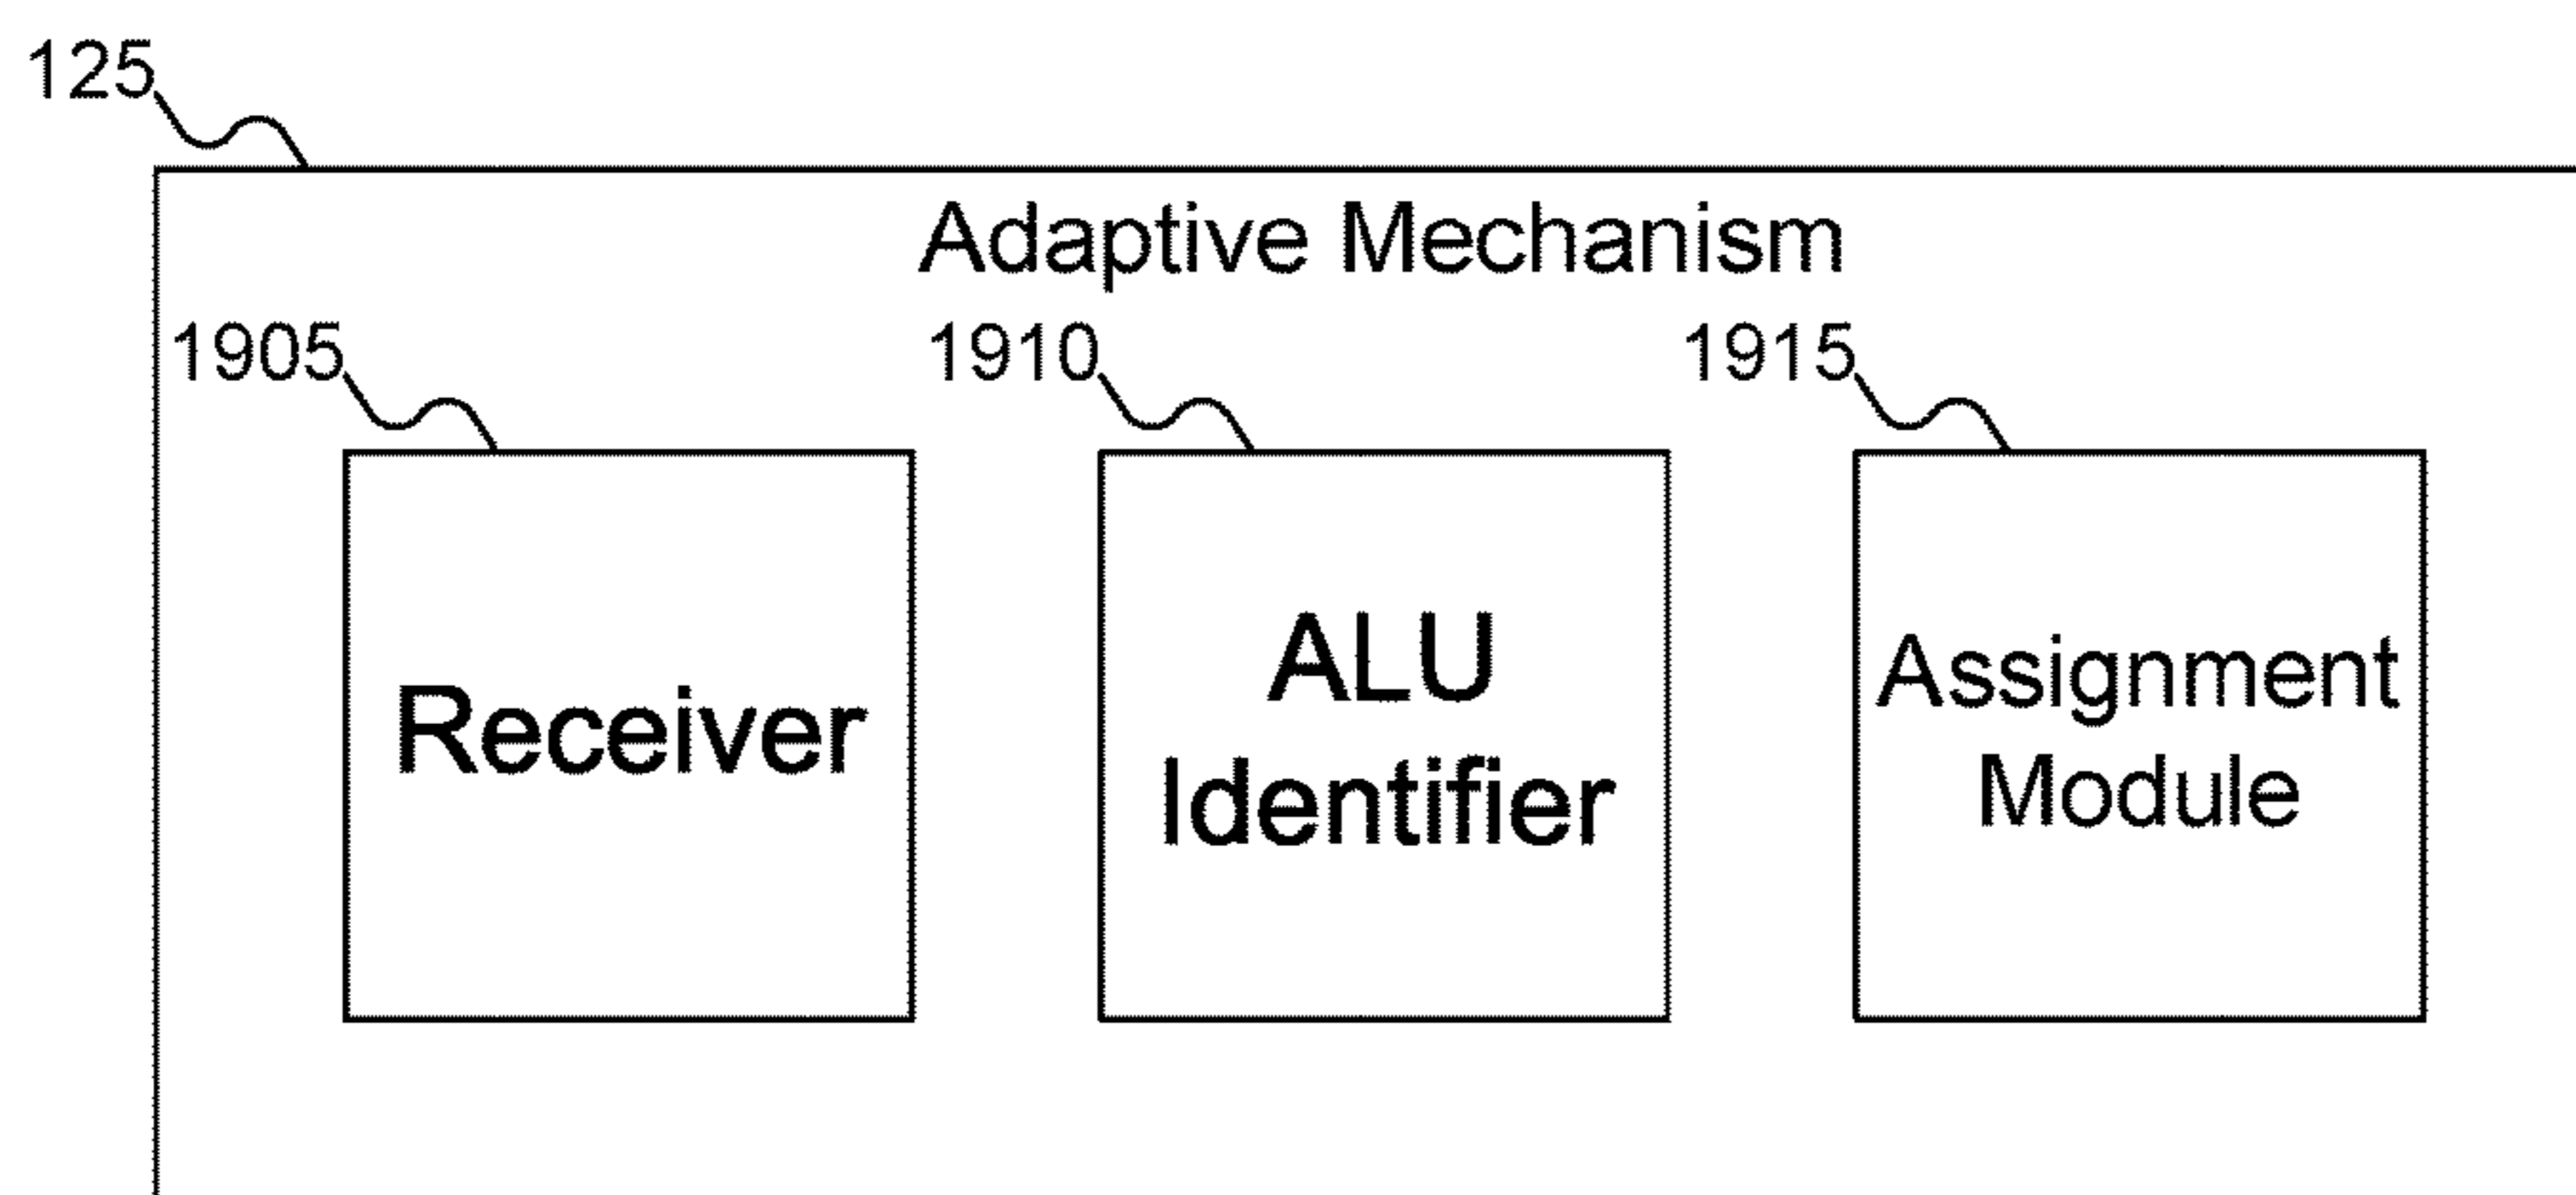 125
Adaptive Mechanism
1905
1910
1915
Receiver
ALU
Identifier
Assignment
Module